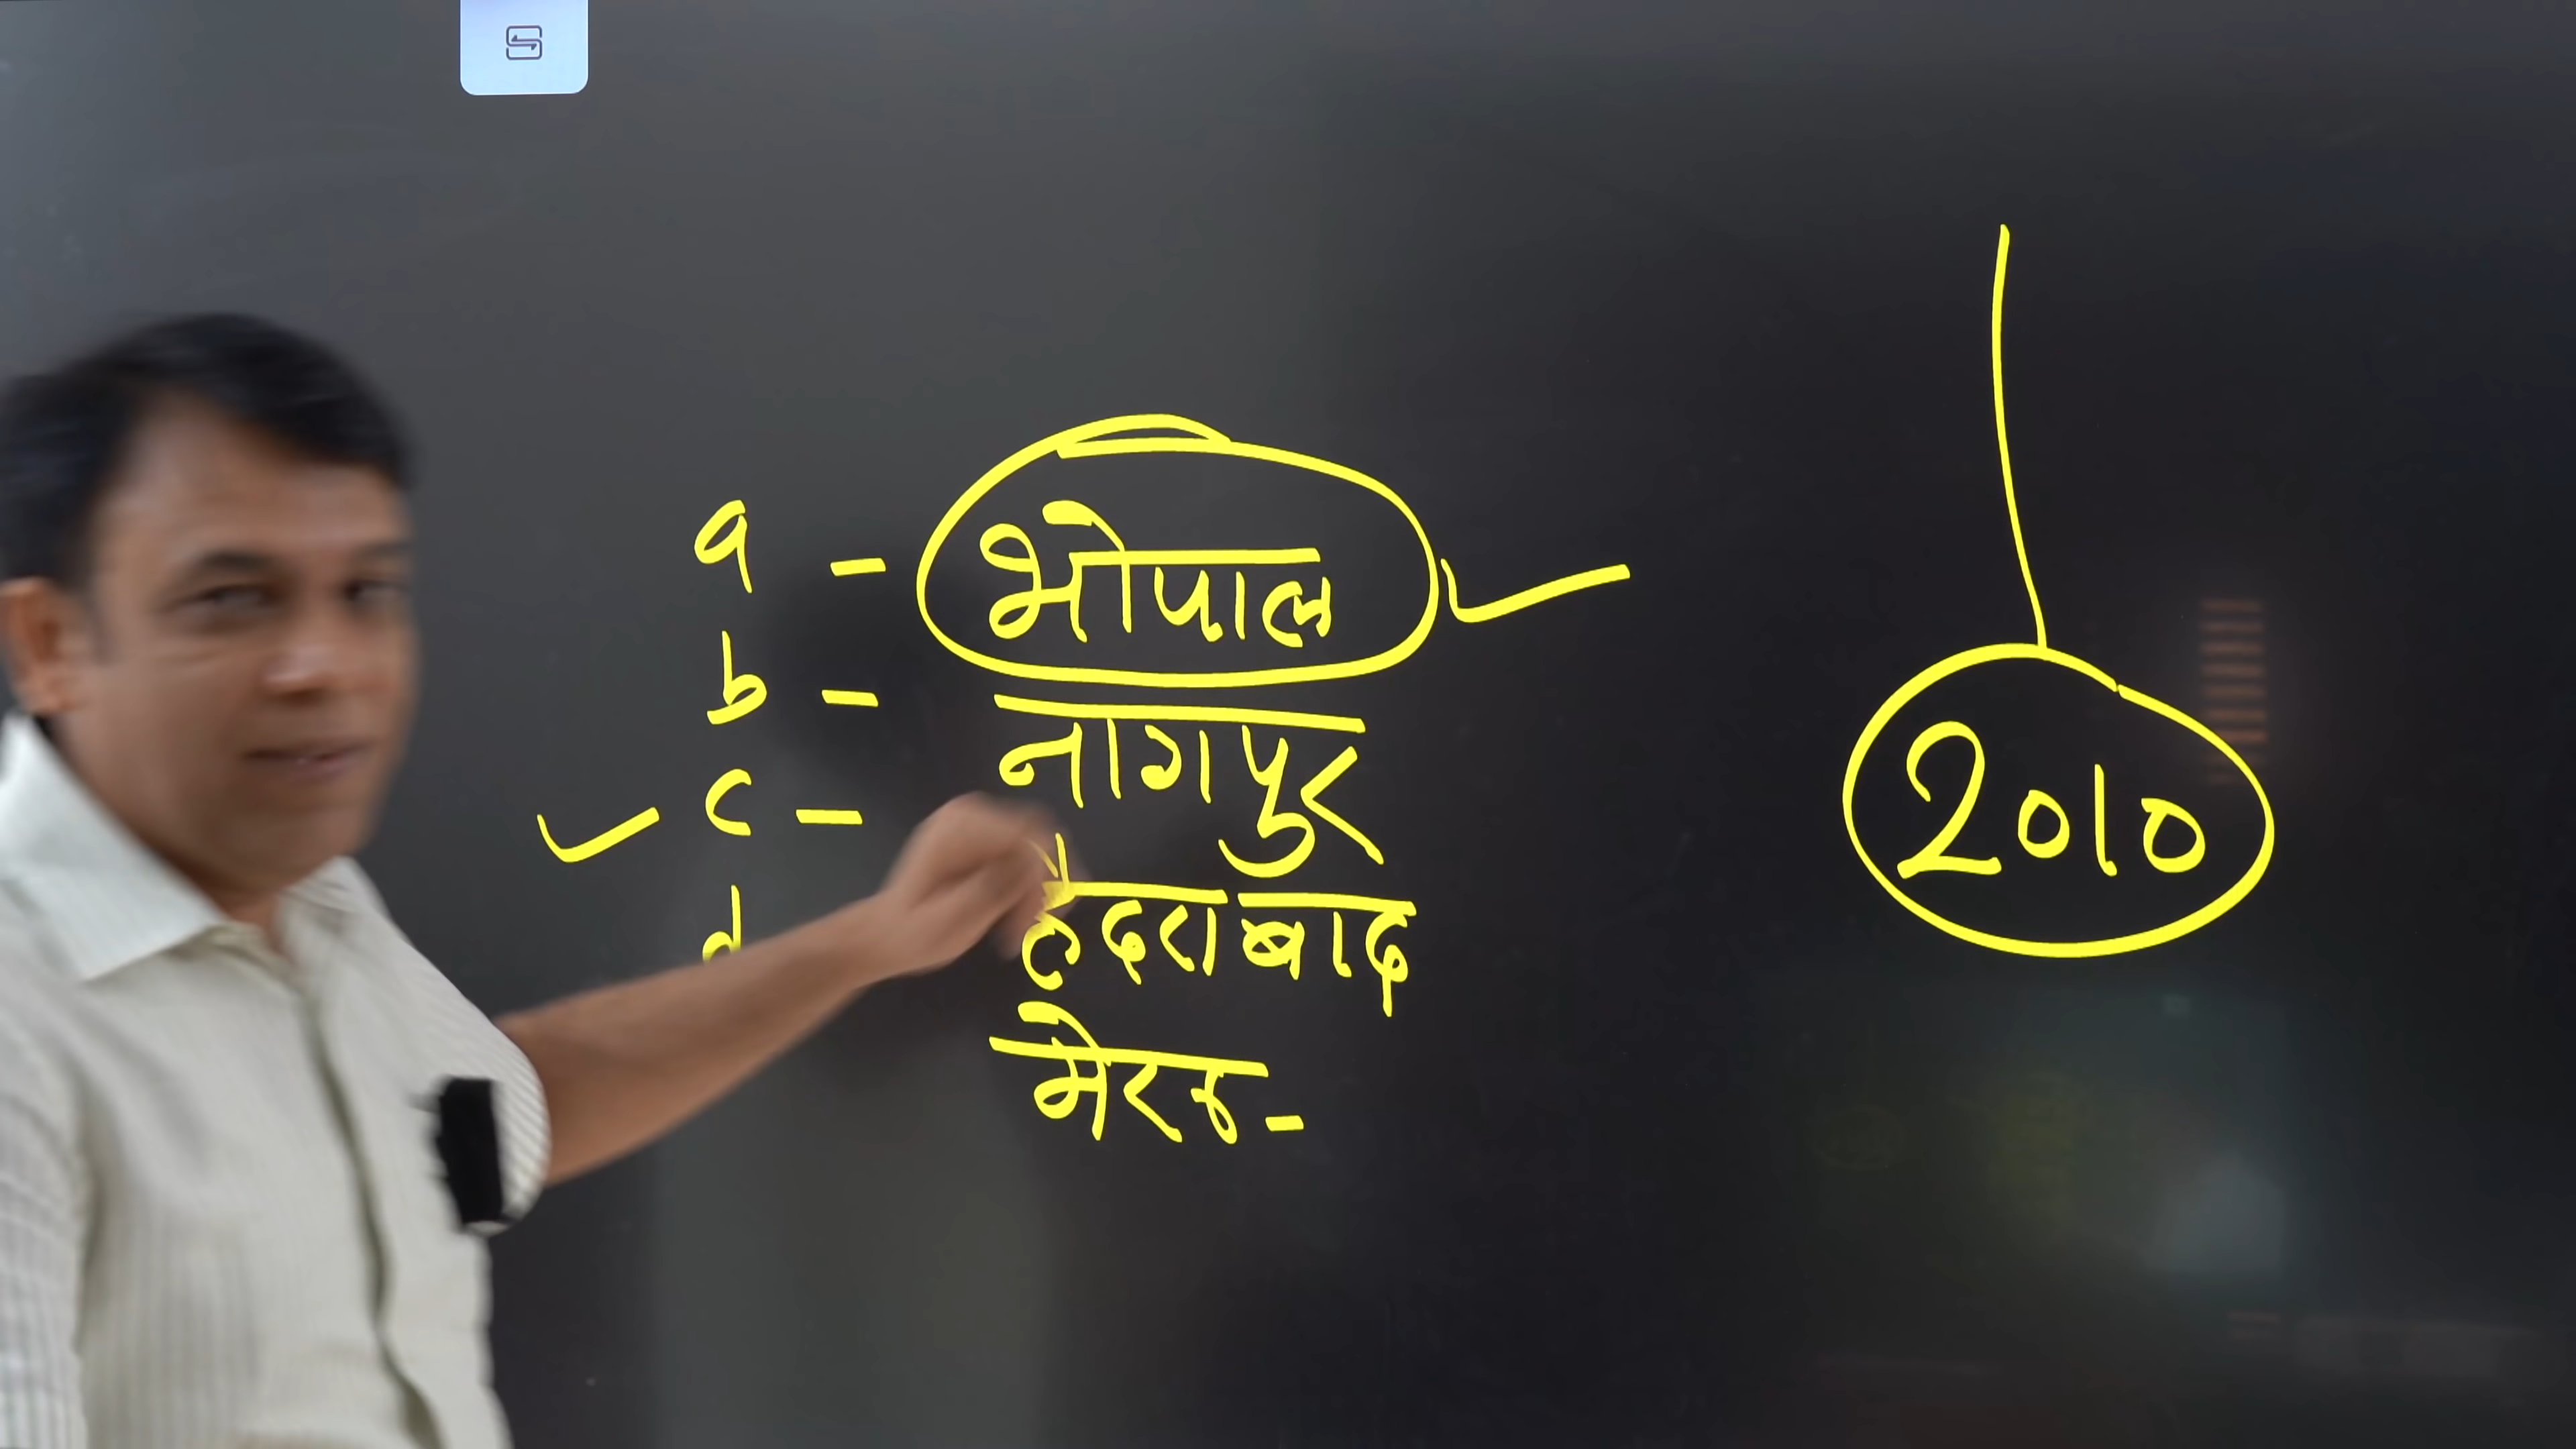 a - भोपाल
b - नागपुर
c - हैदराबाद
d
मेरठ -
2010